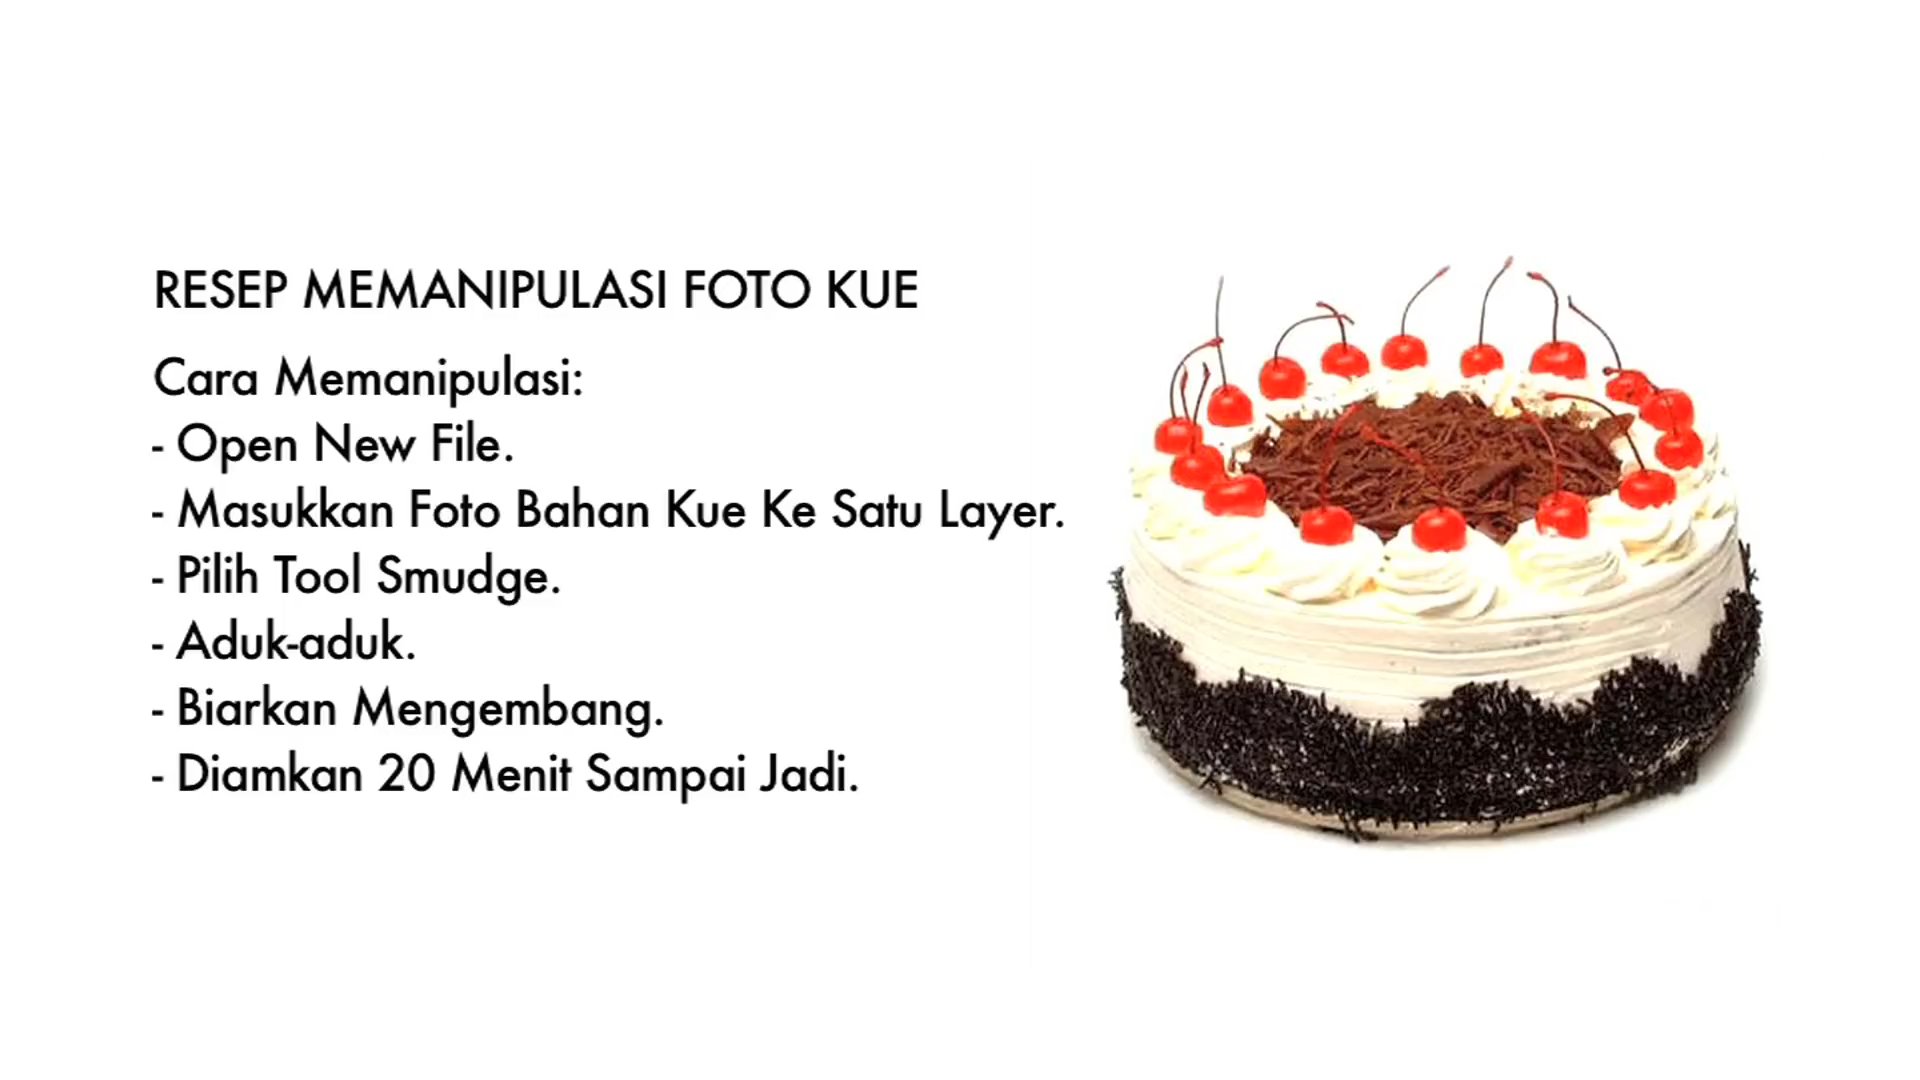 RESEP MEMANIPULASI FOTO KUE
Cara Memanipulasi:
- Open New File.
- Masukkan Foto Bahan Kue Ke Satu Layer.
- Pilih Tool Smudge.
- Aduk-aduk.
- Biarkan Mengembang.
- Diamkan 20 Menit Sampai Jadi.